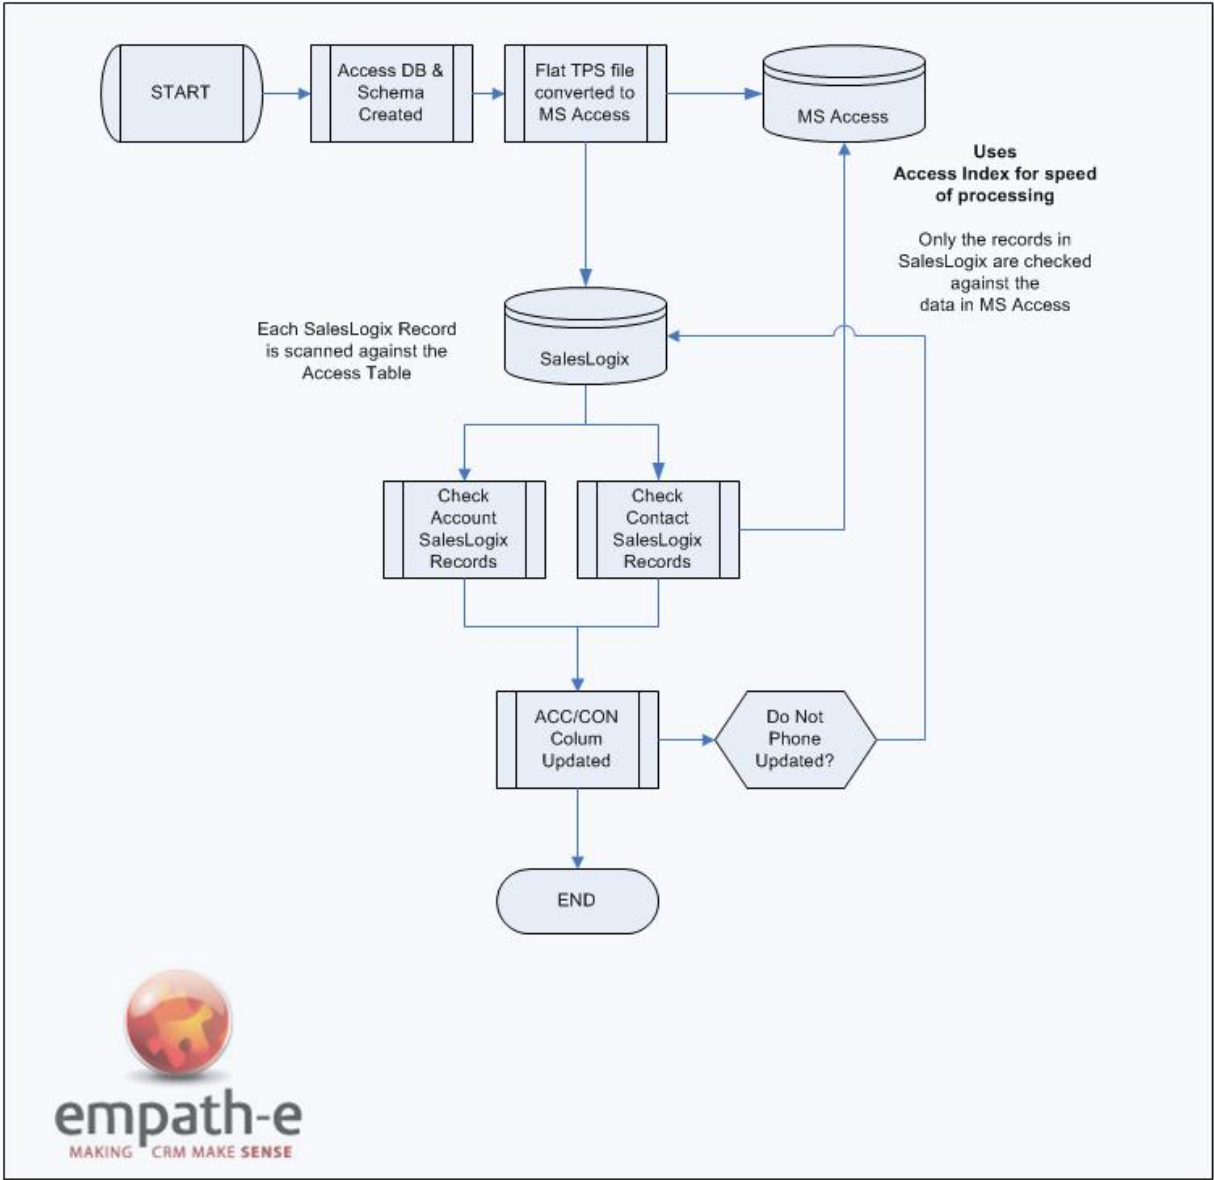 START
Access DB &
Schema
Created
Flat TPS file
converted to
MS Access
MS Access
Uses
Access Index for speed
of processing
Only the records in
SalesLogix are checked
against the
data in MS Access
Each SalesLogix Record
is scanned against the
Access Table
SalesLogix
Check
Account
SalesLogix
Records
Check
Contact
SalesLogix
Records
ACC/CON
Colum
Updated
Do Not
Phone
Updated?
END
empath-e
MAKING CRM MAKE SENSE